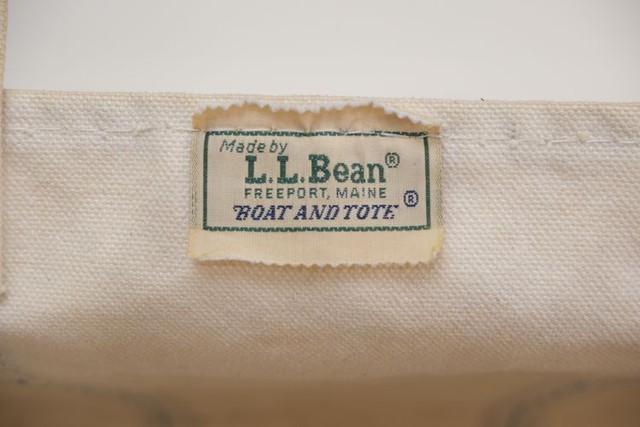 Made by
L.L.Bean®
FREEPORT, MAINE
BOAT AND TOTE ®